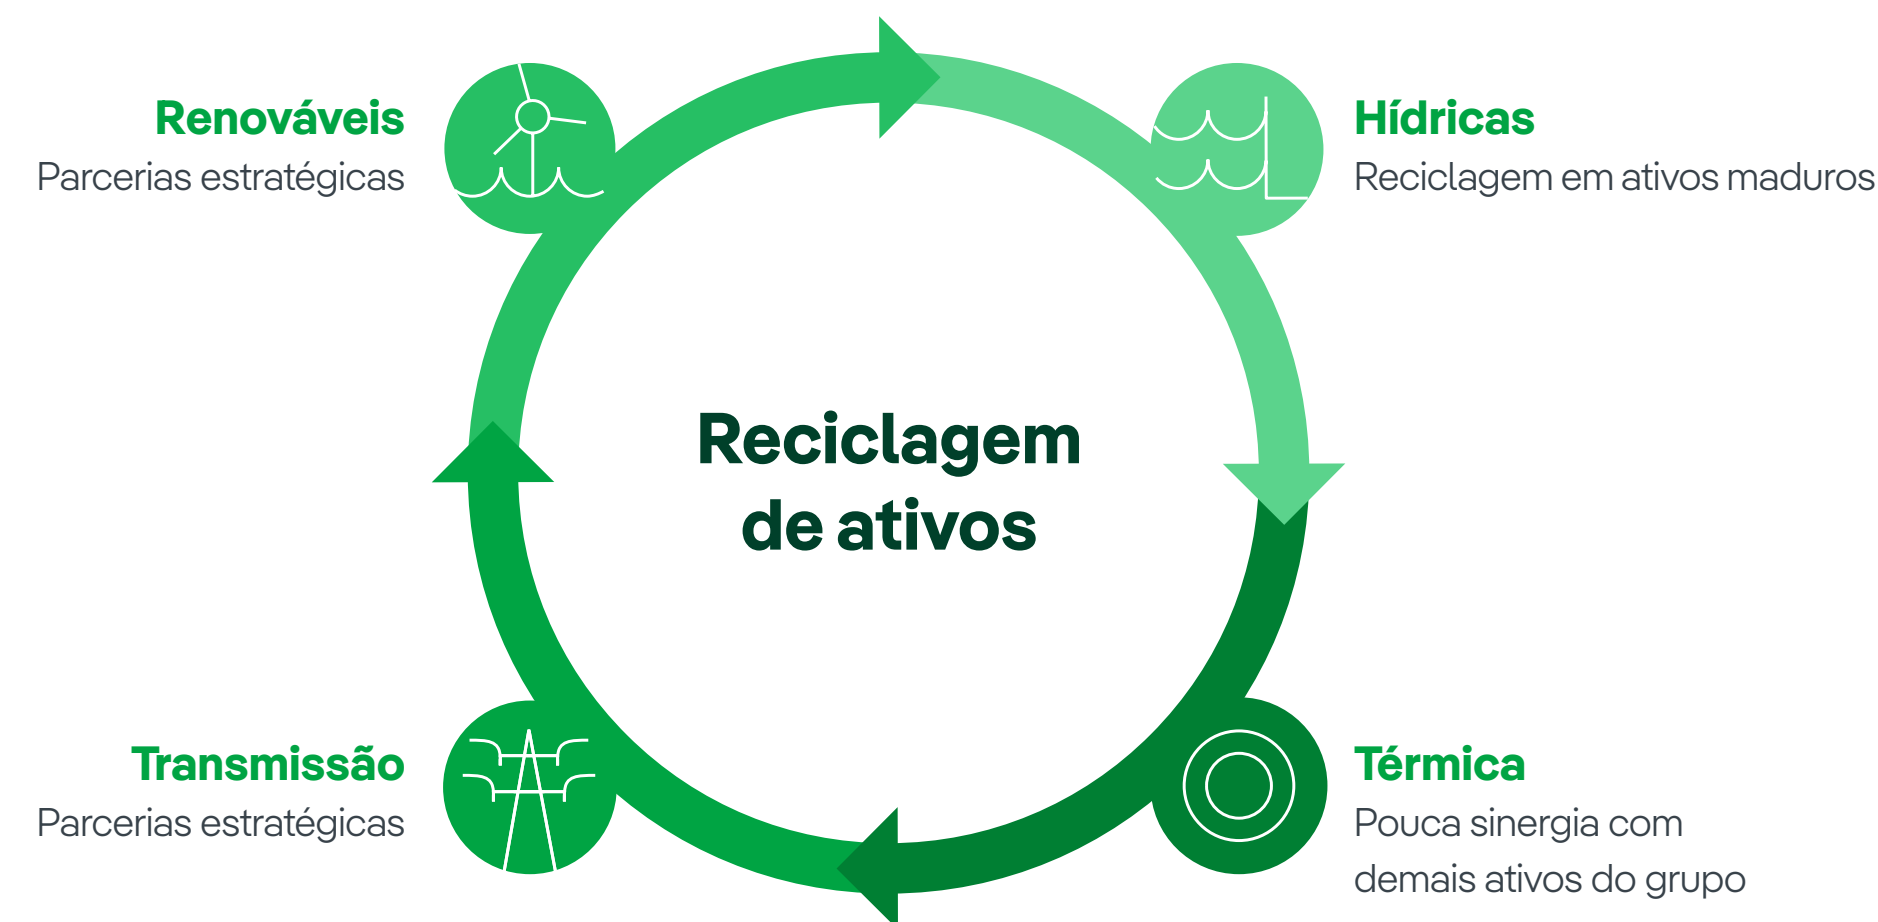 Renováveis
Parcerias estratégicas
Hídricas
Reciclagem em ativos maduros
Reciclagem
de ativos
Transmissão
Parcerias estratégicas
Térmica
Pouca sinergia com
demais ativos do grupo